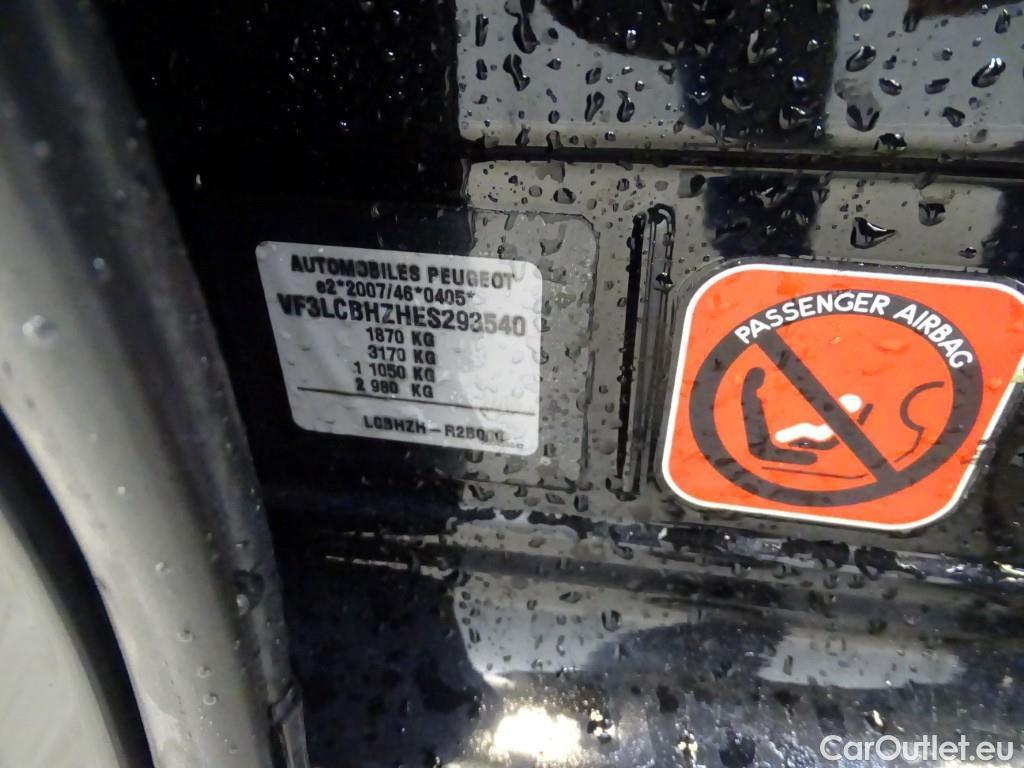 AUTOMOBILES PEUGEOT
e2*2007/46*0405*
VF3LCBHZHES293540
1870 KG
3170 KG
1 1050 KG
2 980 KG
PASSENGER AIRBAG
CarOutlet.eu